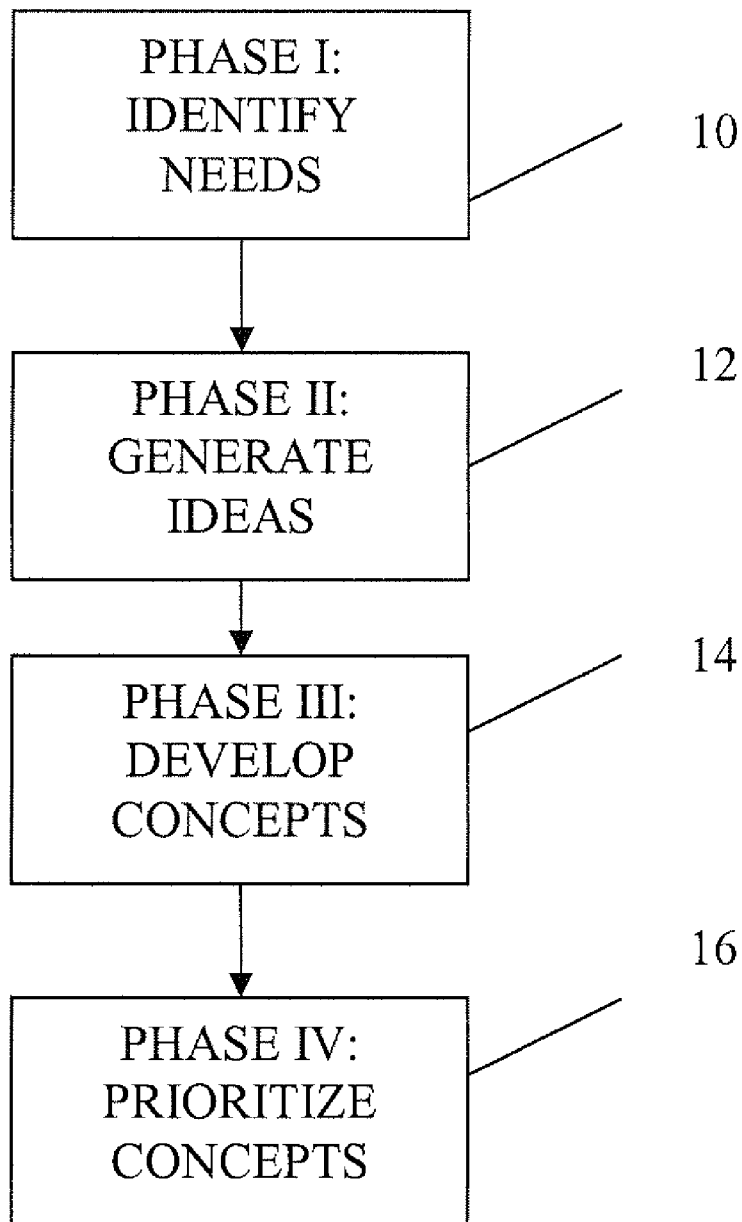 PHASE I:
IDENTIFY
NEEDS
10
PHASE II:
GENERATE
IDEAS
12
PHASE III:
DEVELOP
CONCEPTS
14
PHASE IV:
PRIORITIZE
CONCEPTS
16